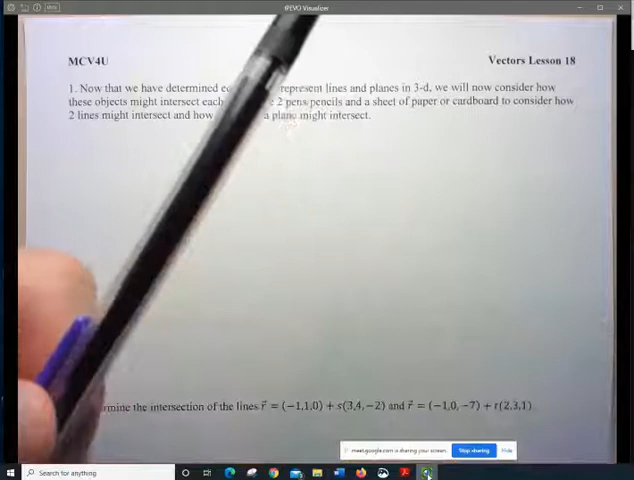 IPEVO Visualizer
MCV4U
Vectors Lesson 18
1. Now that we have determined represent lines and planes in 3-d, we will now consider how
these objects might intersect each 2 pens/pencils and a sheet of paper or cardboard to consider how
2 lines might intersect and how a plane might intersect.
rmine the intersection of the lines r⃗ = (−1,1,0) + s(3,4,−2) and r⃗ = (−1,0,−7) + t(2,3,1)
meet.google.com is sharing your screen.
Stop sharing
Hide
Search for anything